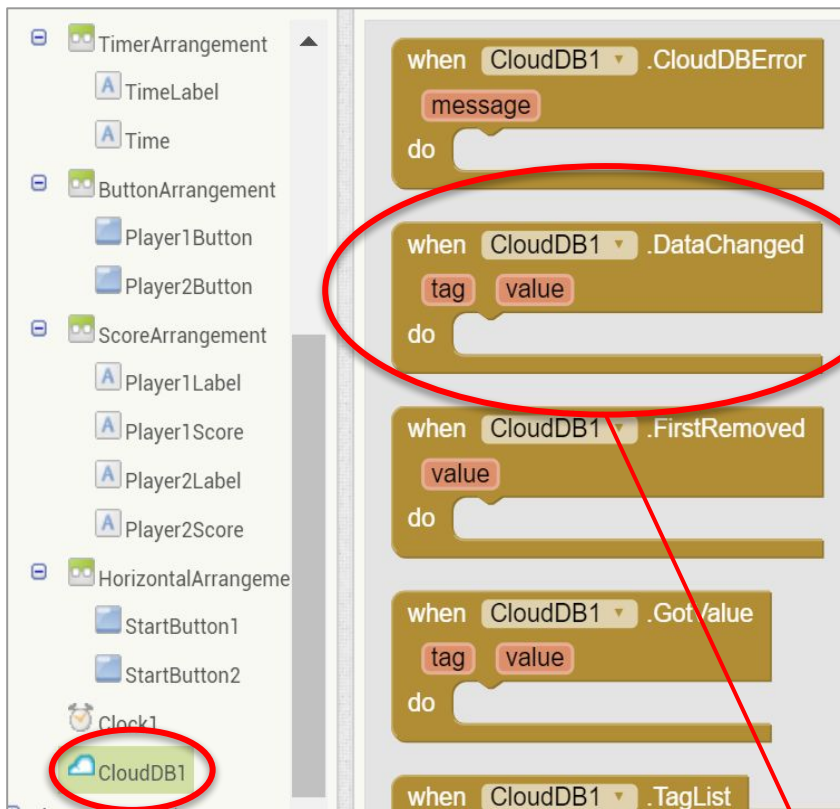 TimerArrangement
TimeLabel
Time
ButtonArrangement
Player1Button
Player2Button
ScoreArrangement
Player1Label
Player1Score
Player2Label
Player2Score
HorizontalArrangeme
StartButton1
StartButton2
Clock1
CloudDB1
when CloudDB1 .CloudDBError
message
do
when CloudDB1 .DataChanged
tag value
do
when CloudDB1 .FirstRemoved
value
do
when CloudDB1 .GotValue
tag value
do
when CloudDB1 .TagList